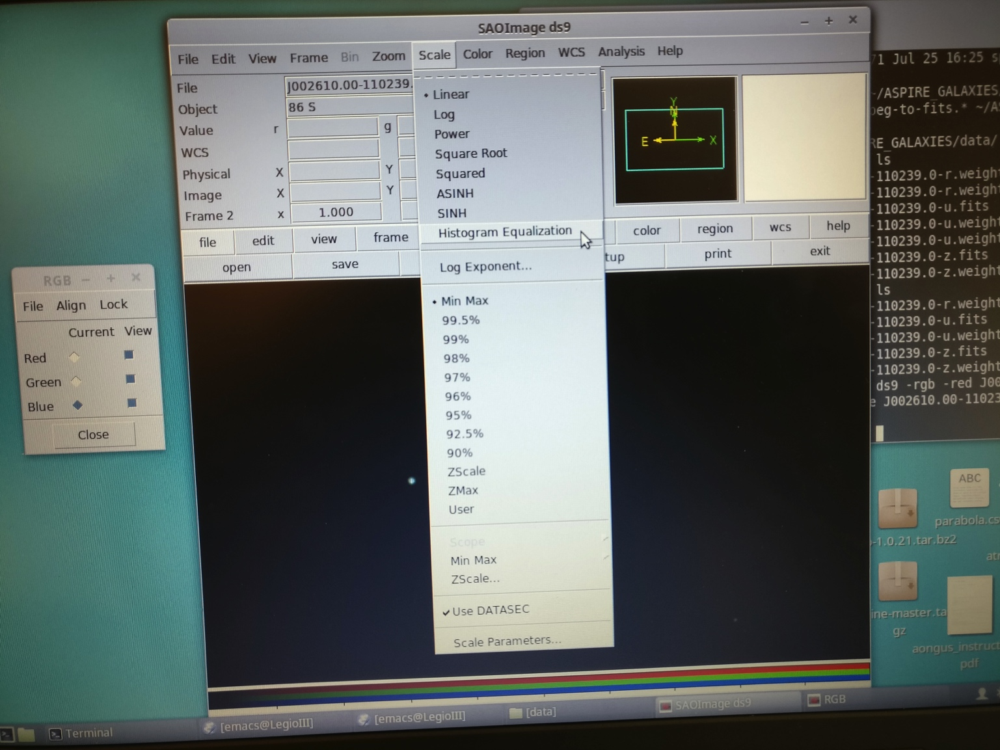 SAOImage ds9
File Edit View Frame Bin Zoom Scale Color Region WCS Analysis Help
File J002610.00-110239.
Object 86 S
Value r g
WCS
Physical X Y
Image X Y
Frame 2 x 1.000
Linear
Log
Power
Square Root
Squared
ASINH
SINH
Histogram Equalization
Log Exponent...
Min Max
99.5%
99%
98%
97%
96%
95%
92.5%
90%
ZScale
ZMax
User
Scope
Min Max
ZScale...
Use DATASEC
Scale Parameters...
Y
N
E X
file edit view frame color region wcs help
open save tup print exit
RGB
File Align Lock
Current View
Red
Green
Blue
Close
71 Jul 25 16:25
~/ASPIRE_GALAXIES
peg-to-fits.* ~/A
RE_GALAXIES/data/
ls
-110239.0-r.weight
-110239.0-r.weight
-110239.0-u.fits
-110239.0-u.weight
-110239.0-u.weight
-110239.0-z.fits
-110239.0-z.weight
ls
-110239.0-r.weight
-110239.0-u.fits
-110239.0-u.weight
-110239.0-z.fits
-110239.0-z.weight
ds9 -rgb -red J00
e J002610.00-11023
ABC
parabola.cs
-1.0.21.tar.bz2
ine-master.ta
gz
aongus_instruct
pdf
Terminal [emacs@LegioIII] [emacs@LegioIII] [data] SAOImage ds9 RGB